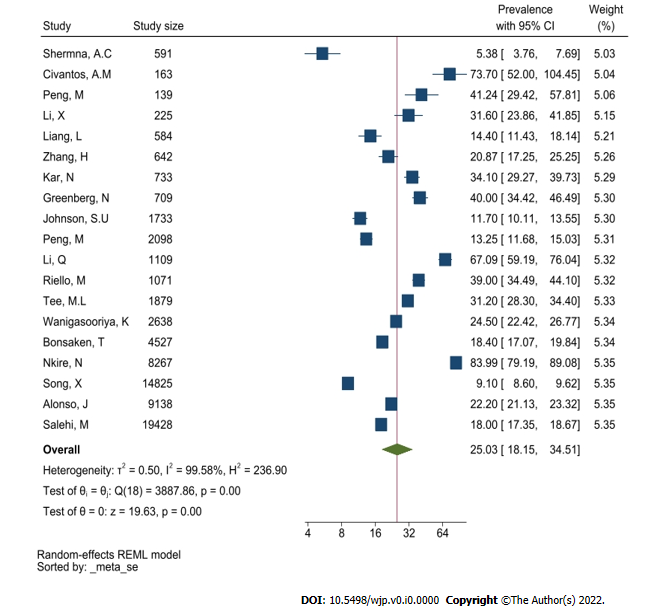 Study Study size Prevalence with 95% CI Weight (%)
Shermna, A.C 591 5.38 [ 3.76, 7.69] 5.03
Civantos, A.M 163 73.70 [ 52.00, 104.45] 5.04
Peng, M 139 41.24 [ 29.42, 57.81] 5.06
Li, X 225 31.60 [ 23.86, 41.85] 5.15
Liang, L 584 14.40 [ 11.43, 18.14] 5.21
Zhang, H 642 20.87 [ 17.25, 25.25] 5.26
Kar, N 733 34.10 [ 29.27, 39.73] 5.29
Greenberg, N 709 40.00 [ 34.42, 46.49] 5.30
Johnson, S.U 1733 11.70 [ 10.11, 13.55] 5.30
Peng, M 2098 13.25 [ 11.68, 15.03] 5.31
Li, Q 1109 67.09 [ 59.19, 76.04] 5.32
Riello, M 1071 39.00 [ 34.49, 44.10] 5.32
Tee, M.L 1879 31.20 [ 28.30, 34.40] 5.33
Wanigasooriya, K 2638 24.50 [ 22.42, 26.77] 5.34
Bonsaken, T 4527 18.40 [ 17.07, 19.84] 5.34
Nkire, N 8267 83.99 [ 79.19, 89.08] 5.35
Song, X 14825 9.10 [ 8.60, 9.62] 5.35
Alonso, J 9138 22.20 [ 21.13, 23.32] 5.35
Salehi, M 19428 18.00 [ 17.35, 18.67] 5.35
Overall 25.03 [ 18.15, 34.51]
Heterogeneity: τ² = 0.50, I² = 99.58%, H² = 236.90
Test of θᵢ = θⱼ: Q(18) = 3887.86, p = 0.00
Test of θ = 0: z = 19.63, p = 0.00
4 8 16 32 64
Random-effects REML model
Sorted by: _meta_se
DOI: 10.5498/wjp.v0.i0.0000 Copyright ©The Author(s) 2022.